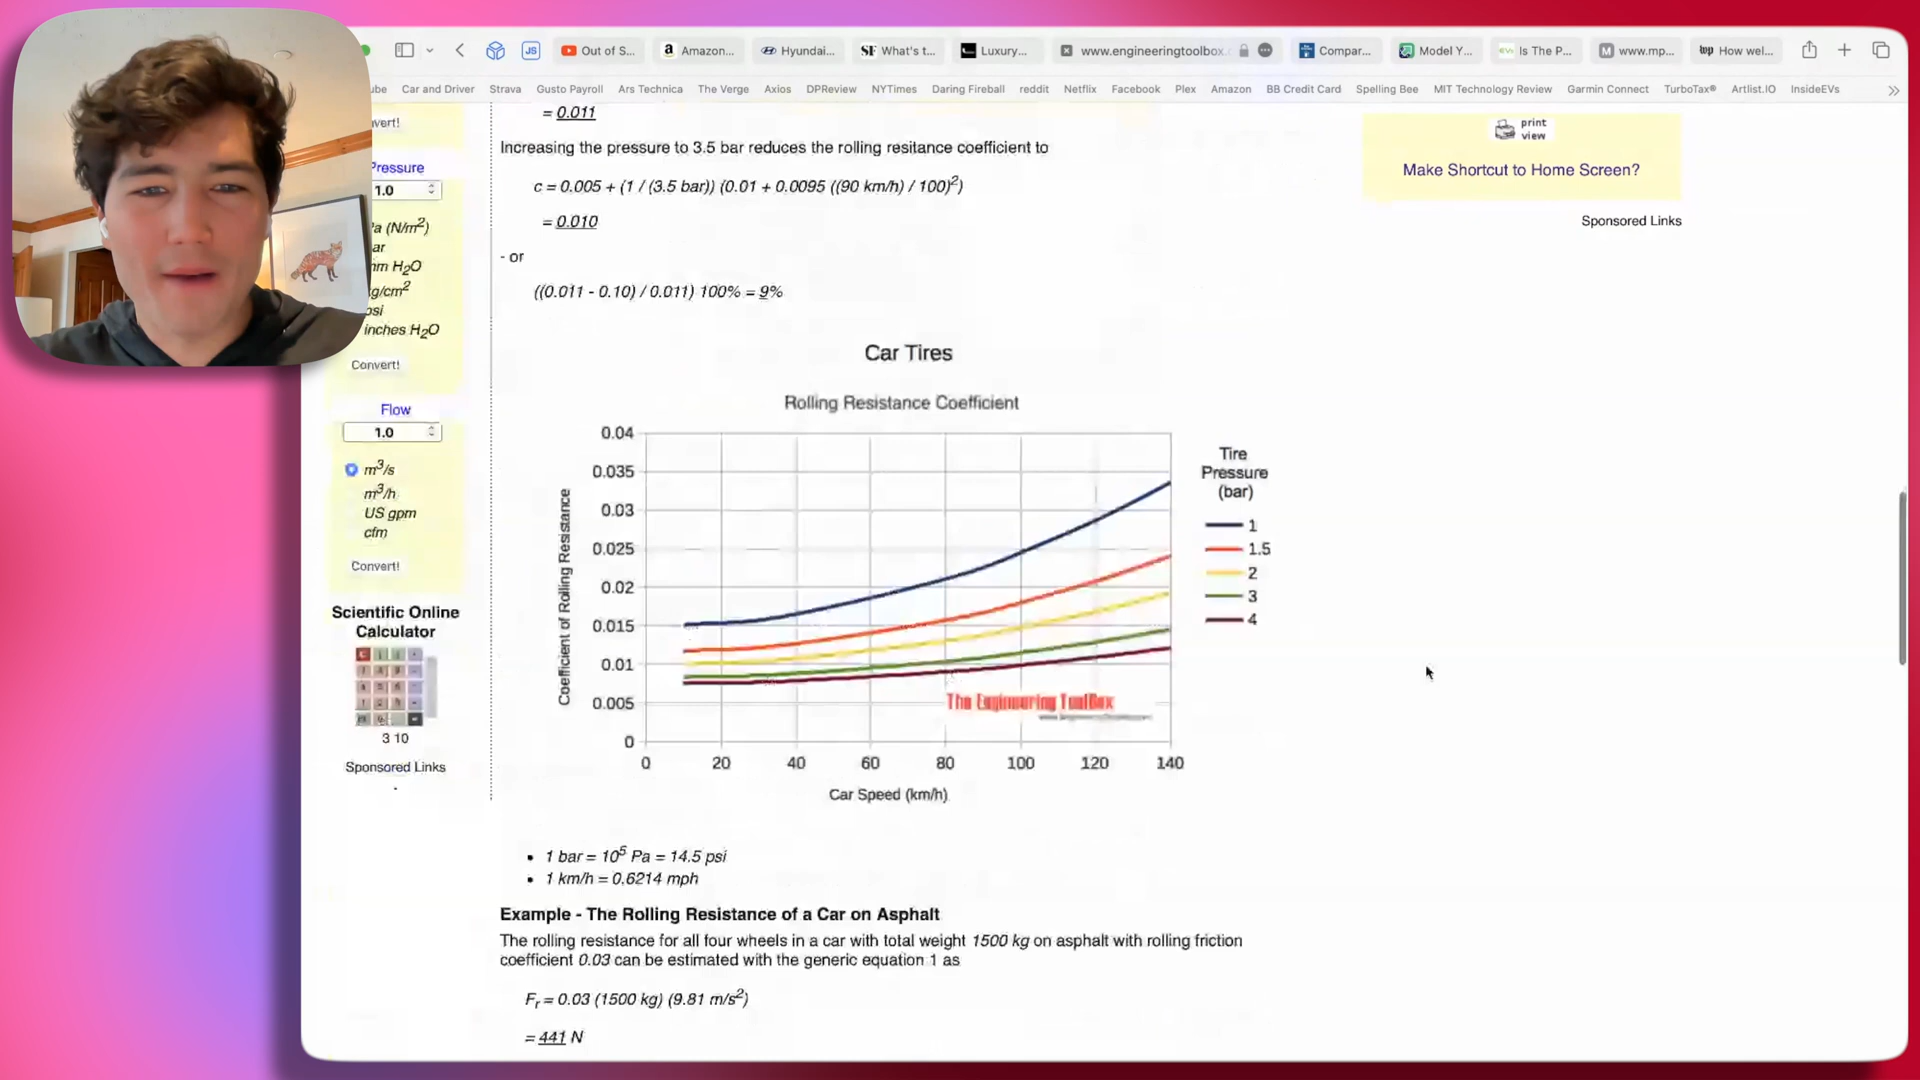 JS
Out of S...
a Amazon...
Hyundai...
SF What's t...
Luxury...
www.engineeringtoolbox.
Compar...
Model Y...
Is The P...
M www.mp...
wp How wel...
ube
Car and Driver
Strava
Gusto Payroll
Ars Technica
The Verge
Axios
DPReview
NYTimes
Daring Fireball
reddit
Netflix
Facebook
Plex
Amazon
BB Credit Card
Spelling Bee
MIT Technology Review
Garmin Connect
TurboTax®
Artlist.IO
InsideEVs
vert!
Pressure
1.0
a (N/m²)
ar
nm H₂O
g/cm²
psi
inches H₂O
Convert!
Flow
1.0
m³/s
m³/h
US gpm
cfm
Convert!
Scientific Online
Calculator
3 10
Sponsored Links
= 0.011
Increasing the pressure to 3.5 bar reduces the rolling resitance coefficient to
c = 0.005 + (1 / (3.5 bar)) (0.01 + 0.0095 ((90 km/h) / 100)²)
= 0.010
- or
((0.011 - 0.10) / 0.011) 100% = 9%
Car Tires
Rolling Resistance Coefficient
Coefficient of Rolling Resistance
0.04
0.035
0.03
0.025
0.02
0.015
0.01
0.005
0
0 20 40 60 80 100 120 140
Car Speed (km/h)
The Engineering ToolBox
Tire
Pressure
(bar)
1
1.5
2
3
4
1 bar = 10⁵ Pa = 14.5 psi
1 km/h = 0.6214 mph
Example - The Rolling Resistance of a Car on Asphalt
The rolling resistance for all four wheels in a car with total weight 1500 kg on asphalt with rolling friction
coefficient 0.03 can be estimated with the generic equation 1 as
Fr = 0.03 (1500 kg) (9.81 m/s²)
= 441 N
print
view
Make Shortcut to Home Screen?
Sponsored Links